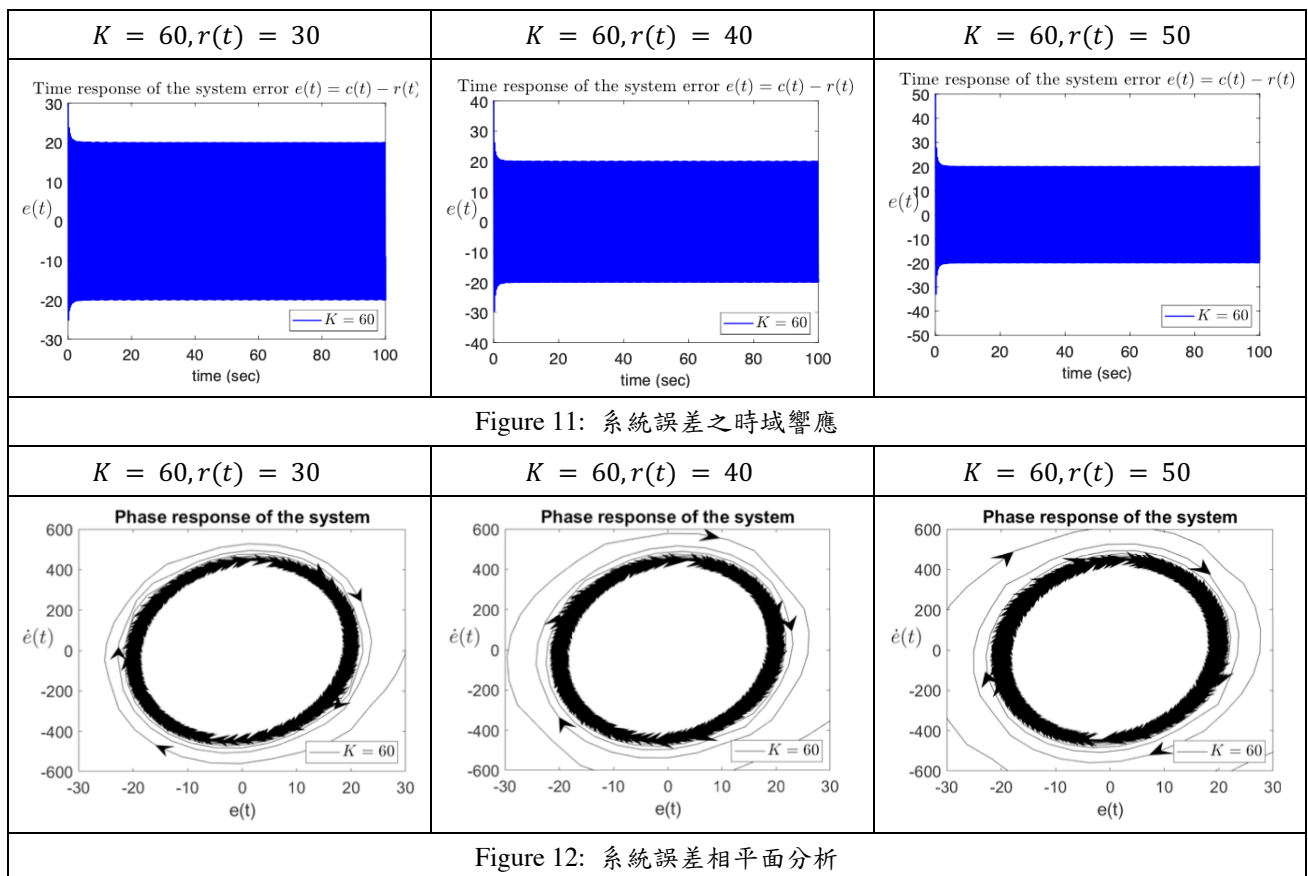 K = 60, r(t) = 30
K = 60, r(t) = 40
K = 60, r(t) = 50
Time response of the system error e(t) = c(t) − r(t)
30
20
10
0
-10
-20
-30
e(t)
0 20 40 60 80 100
time (sec)
K = 60
Time response of the system error e(t) = c(t) − r(t)
40
30
20
10
0
-10
-20
-30
-40
e(t)
0 20 40 60 80 100
time (sec)
K = 60
Time response of the system error e(t) = c(t) − r(t)
50
40
30
20
10
0
-10
-20
-30
-40
-50
e(t)
0 20 40 60 80 100
time (sec)
K = 60
Figure 11: 系統誤差之時域響應
K = 60, r(t) = 30
K = 60, r(t) = 40
K = 60, r(t) = 50
Phase response of the system
600
400
200
0
-200
-400
-600
ė(t)
-30 -20 -10 0 10 20 30
e(t)
K = 60
Phase response of the system
600
400
200
0
-200
-400
-600
ė(t)
-30 -20 -10 0 10 20 30
e(t)
K = 60
Phase response of the system
600
400
200
0
-200
-400
-600
ė(t)
-30 -20 -10 0 10 20 30
e(t)
K = 60
Figure 12: 系統誤差相平面分析